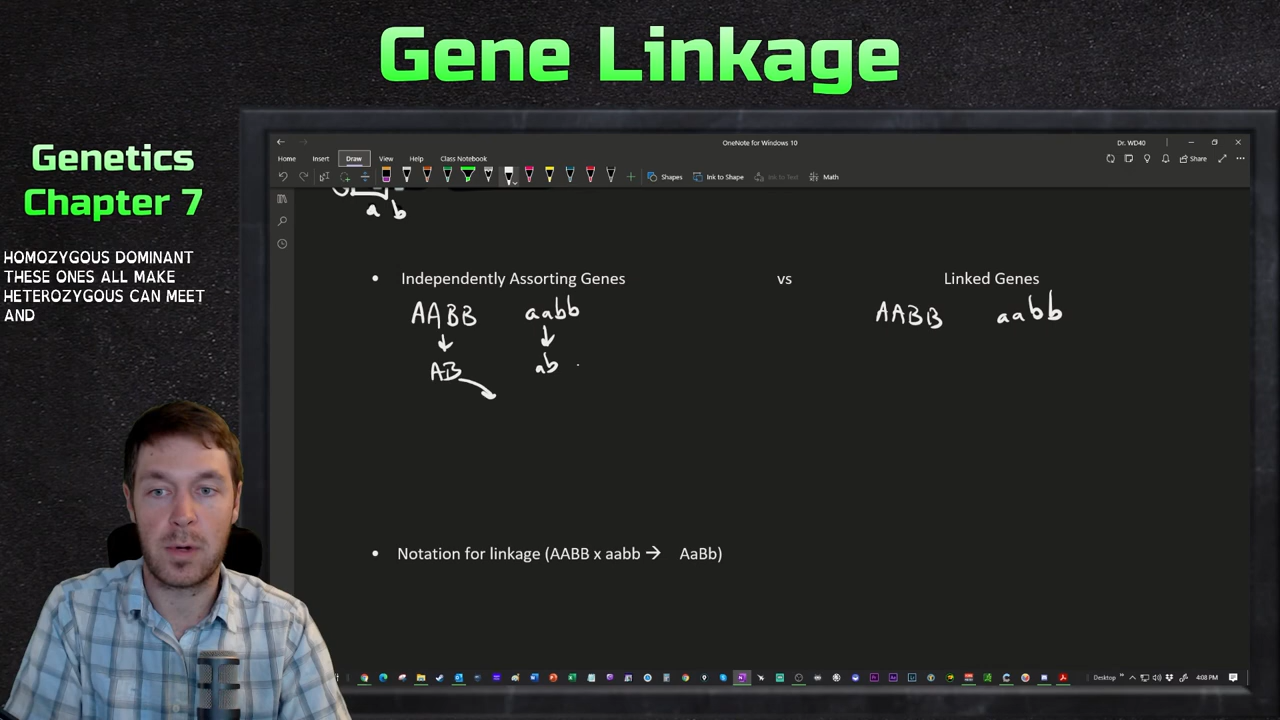 Gene Linkage
Genetics
Chapter 7
HOMOZYGOUS DOMINANT
THESE ONES ALL MAKE
HETEROZYGOUS CAN MEET
AND
OneNote for Windows 10
Dr. WD40
Home Insert Draw View Help Class Notebook
Share
Shapes Ink to Shape Ink to Text Math
a b
• Independently Assorting Genes vs Linked Genes
AABB aabb AABB aabb
AB ab
• Notation for linkage (AABB x aabb → AaBb)
Desktop 4:08 PM